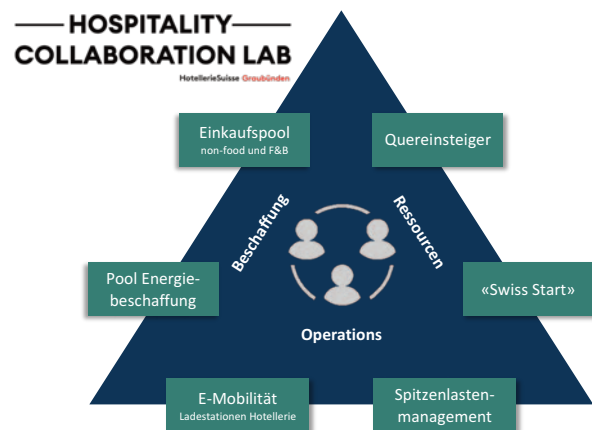 HOSPITALITY
COLLABORATION LAB
HotellerieSuisse Graubünden
Einkaufspool
non-food und F&B
Quereinsteiger
Beschaffung
Ressourcen
Pool Energie-
beschaffung
«Swiss Start»
Operations
E-Mobilität
Ladestationen Hotellerie
Spitzenlasten-
management